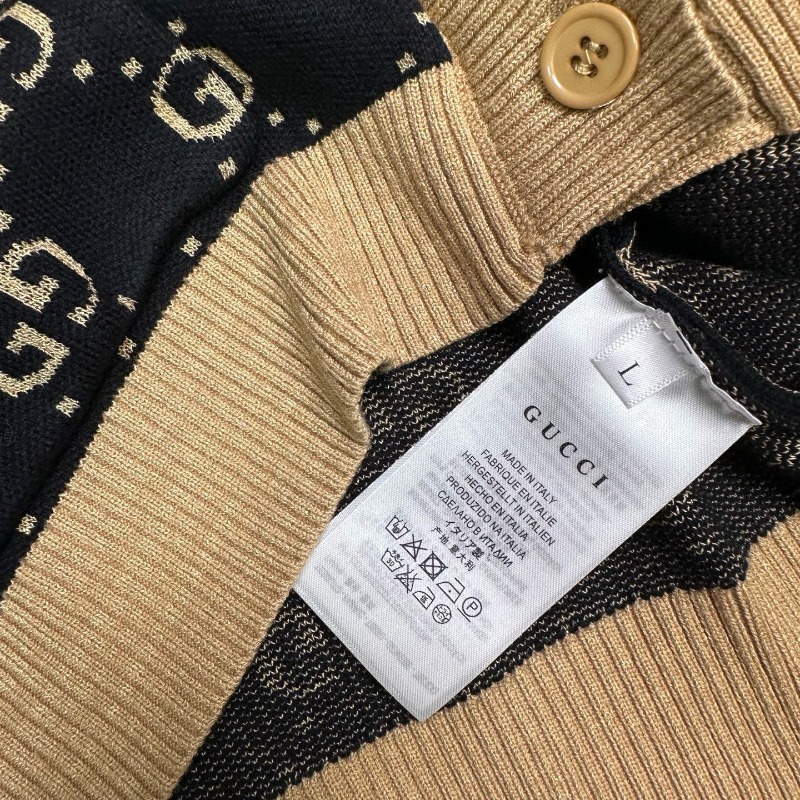 L
GUCCI
MADE IN ITALY
FABRIQUE EN ITALIE
HERGESTELLT IN ITALIEN
HECHO EN ITALIA
PRODUZIDO NA ITALIA
СДЕЛАНО В ИТАЛИИ
イタリア製
产地 意大利